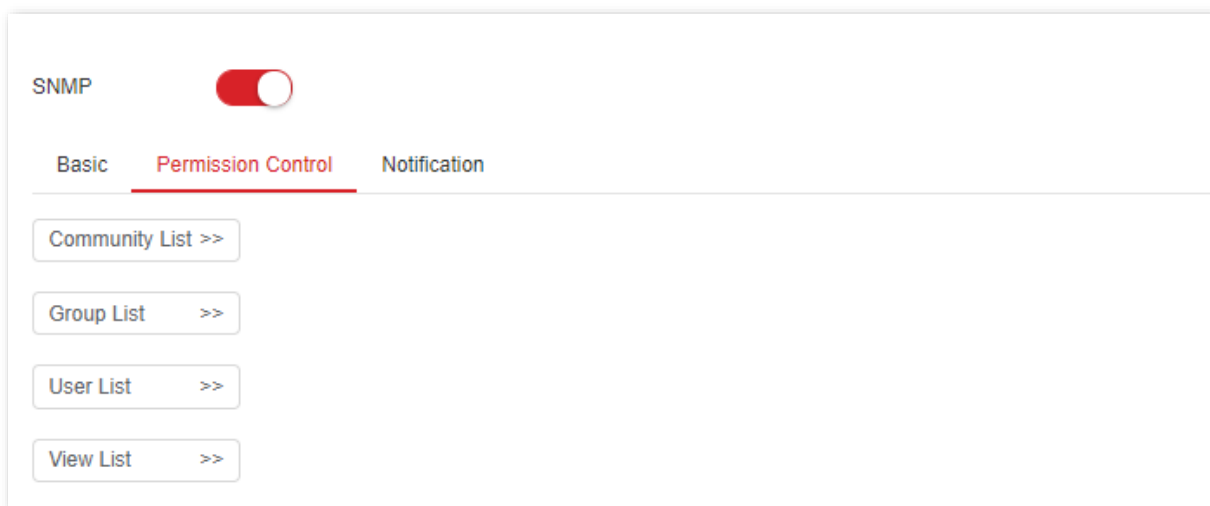 SNMP
Basic Permission Control Notification
Community List >>
Group List >>
User List >>
View List >>